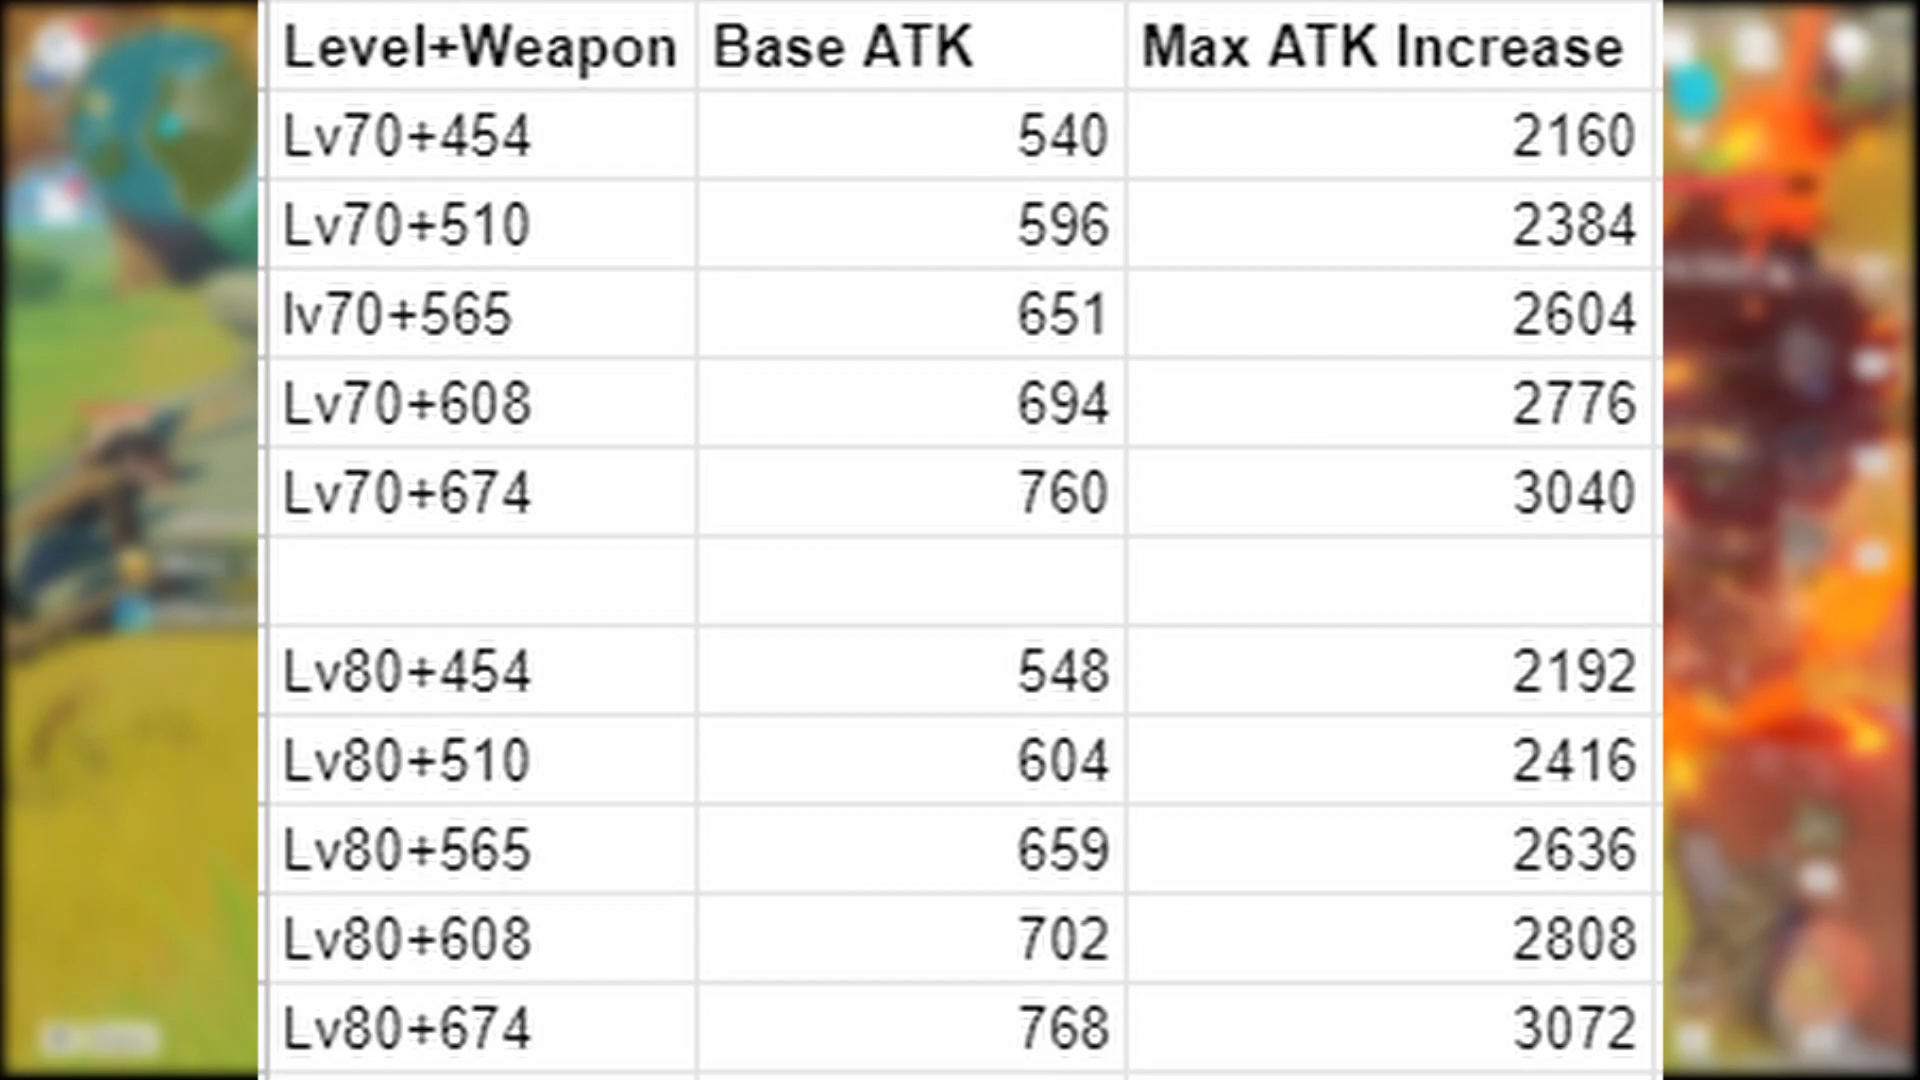 Level+Weapon Base ATK Max ATK Increase
Lv70+454 540 2160
Lv70+510 596 2384
lv70+565 651 2604
Lv70+608 694 2776
Lv70+674 760 3040
Lv80+454 548 2192
Lv80+510 604 2416
Lv80+565 659 2636
Lv80+608 702 2808
Lv80+674 768 3072